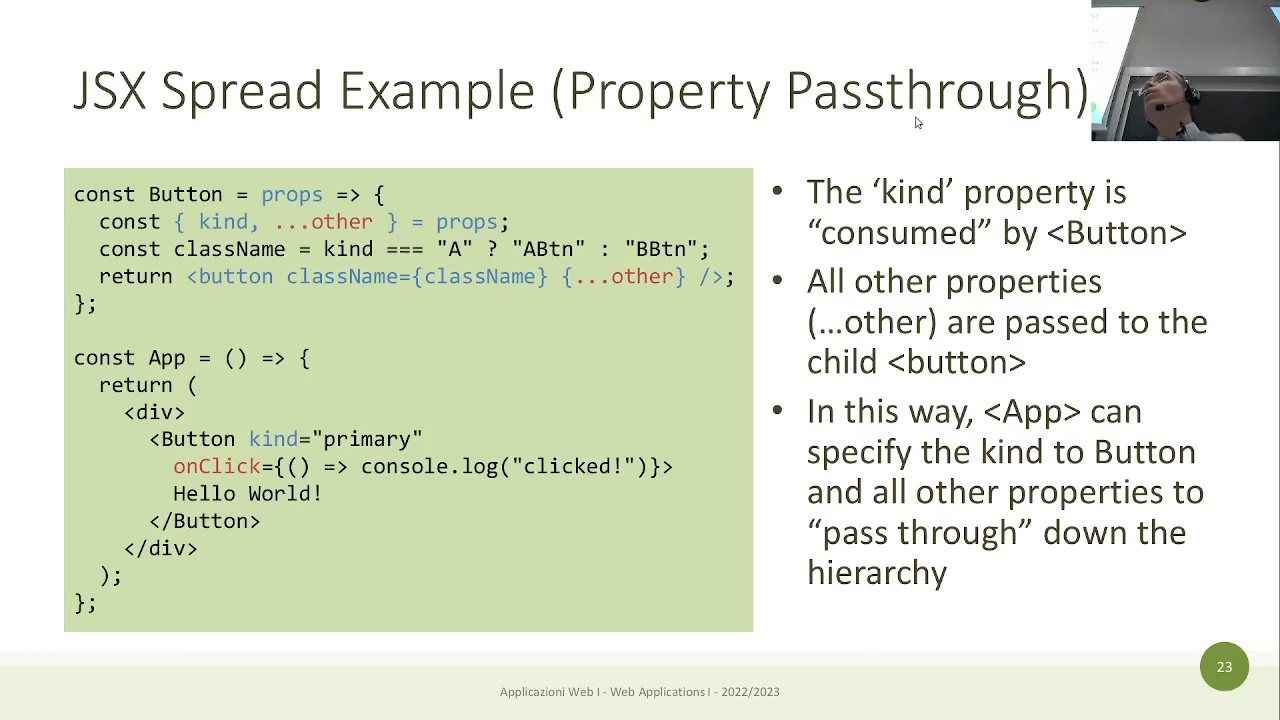 JSX Spread Example (Property Passthrough)
const Button = props => {
  const { kind, ...other } = props;
  const className = kind === "A" ? "ABtn" : "BBtn";
  return <button className={className} {...other} />;
};

const App = () => {
  return (
    <div>
      <Button kind="primary"
        onClick={() => console.log("clicked!")}>
        Hello World!
      </Button>
    </div>
  );
};
• The ‘kind’ property is
“consumed” by <Button>
• All other properties
(…other) are passed to the
child <button>
• In this way, <App> can
specify the kind to Button
and all other properties to
“pass through” down the
hierarchy
23
Applicazioni Web I - Web Applications I - 2022/2023